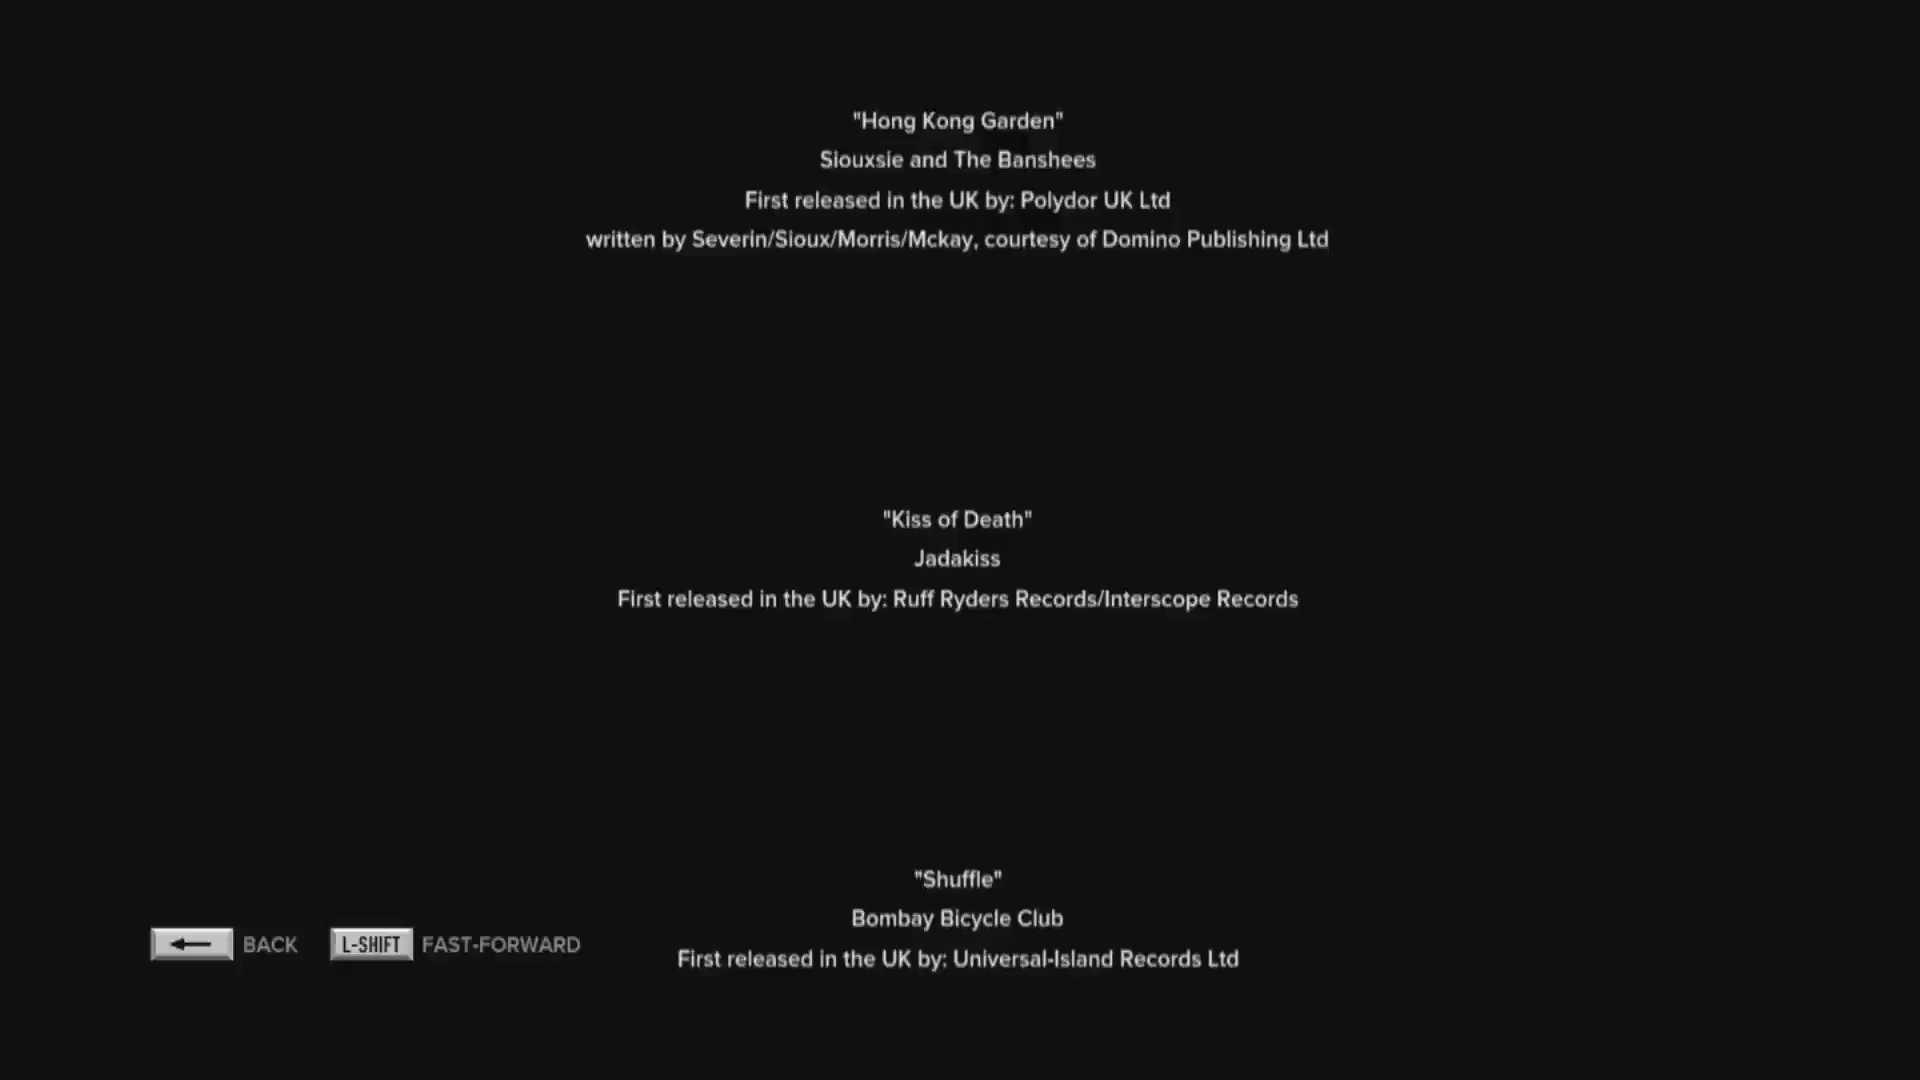 "Hong Kong Garden"
Siouxsie and The Banshees
First released in the UK by: Polydor UK Ltd
written by Severin/Sioux/Morris/Mckay, courtesy of Domino Publishing Ltd
"Kiss of Death"
Jadakiss
First released in the UK by: Ruff Ryders Records/Interscope Records
"Shuffle"
Bombay Bicycle Club
First released in the UK by: Universal-Island Records Ltd
BACK L-SHIFT FAST-FORWARD